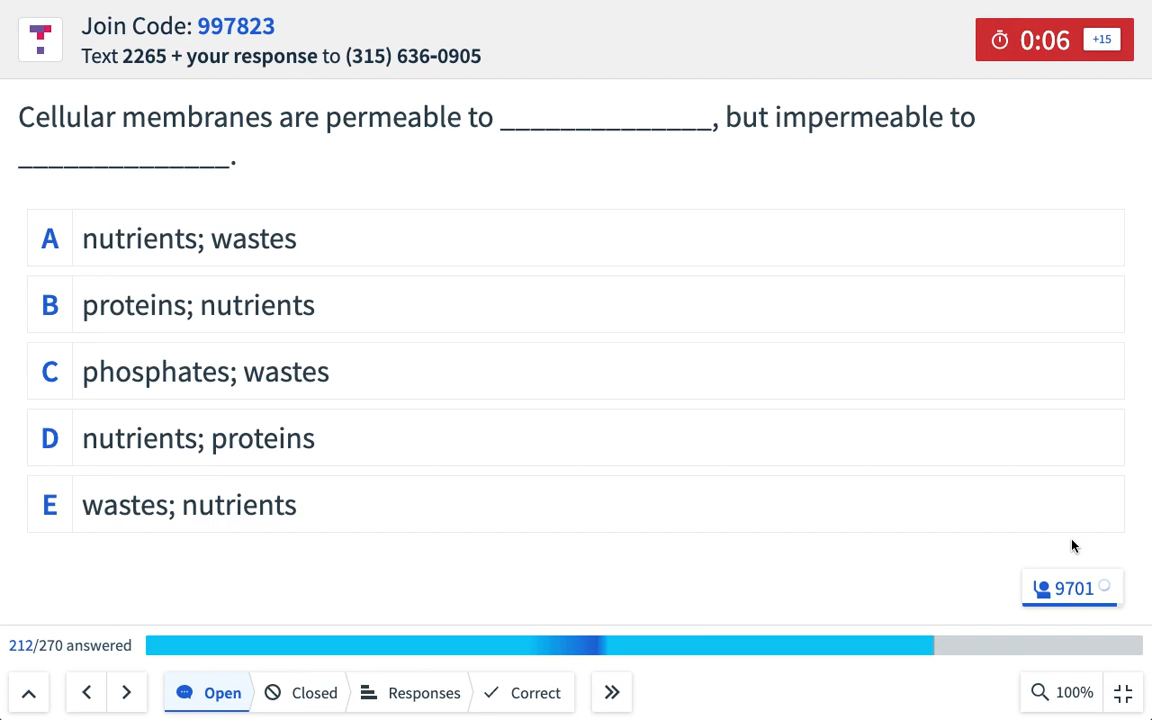 Join Code: 997823
Text 2265 + your response to (315) 636-0905
0:06 +15
Cellular membranes are permeable to ______________, but impermeable to
______________.
A nutrients; wastes
B proteins; nutrients
C phosphates; wastes
D nutrients; proteins
E wastes; nutrients
9701
212/270 answered
Open Closed Responses Correct 100%